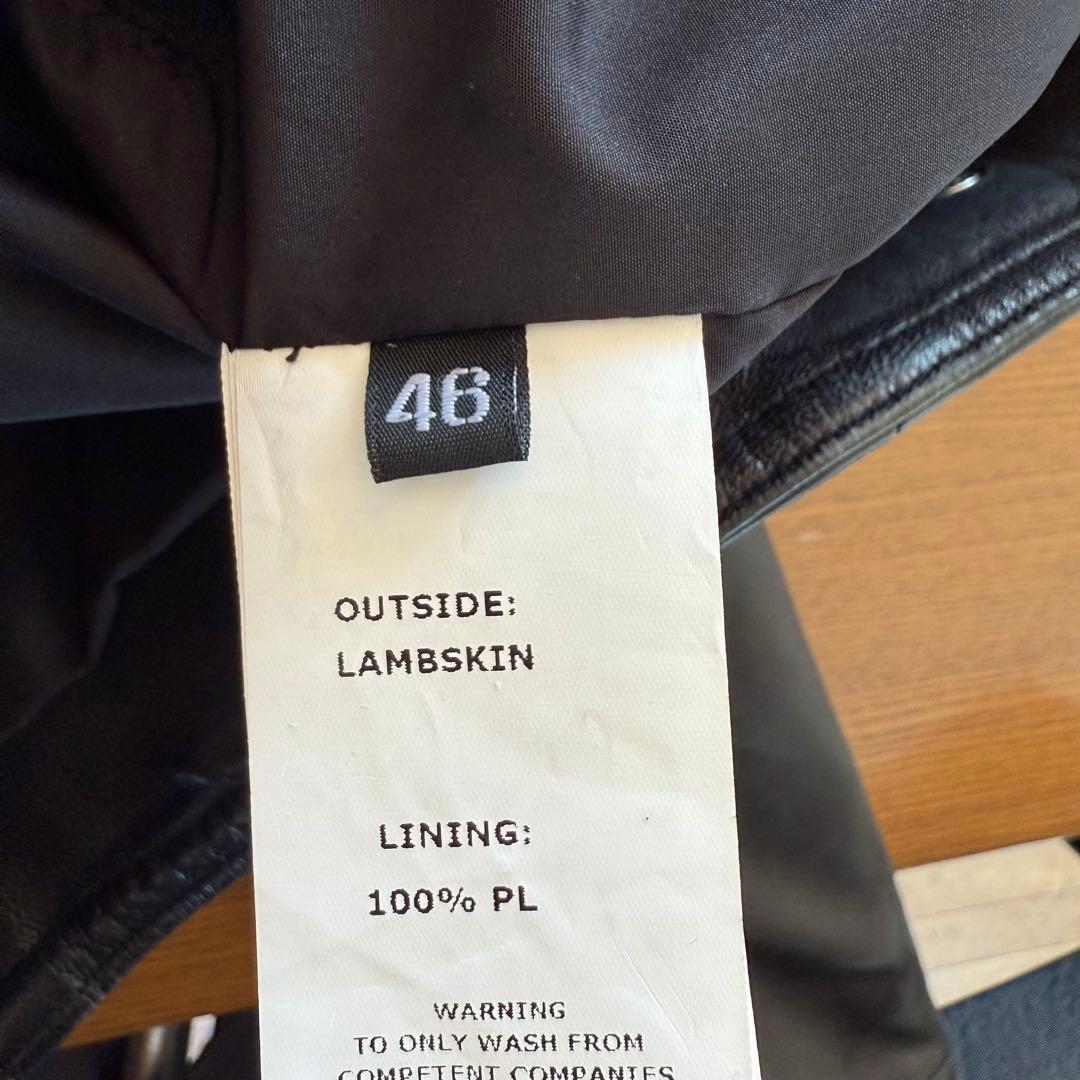 46
OUTSIDE:
LAMBSKIN
LINING:
100% PL
WARNING
TO ONLY WASH FROM
COMPETENT COMPANIES